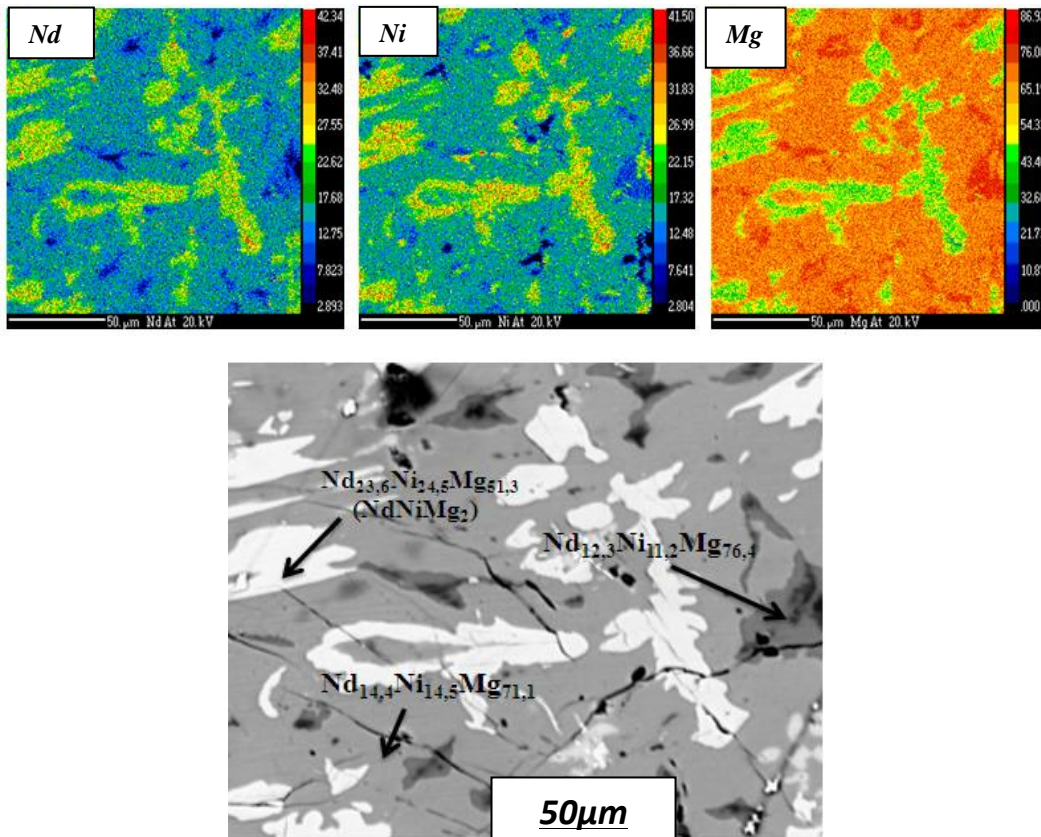 Nd
42.34
37.41
32.48
27.55
22.62
17.68
12.75
7.823
2.893
50.μm Nd At 20.kV
Ni
41.50
36.66
31.83
26.99
22.15
17.32
12.48
7.641
2.804
50.μm Ni At 20.kV
Mg
76.0
65.1
54.3
43.4
32.6
21.7
10.8
.000
50.μm Mg At 20.kV
Nd23,6Ni24,5Mg51,3
(NdNiMg2)
Nd12,3Ni11,2Mg76,4
Nd14,4Ni14,5Mg71,1
50μm